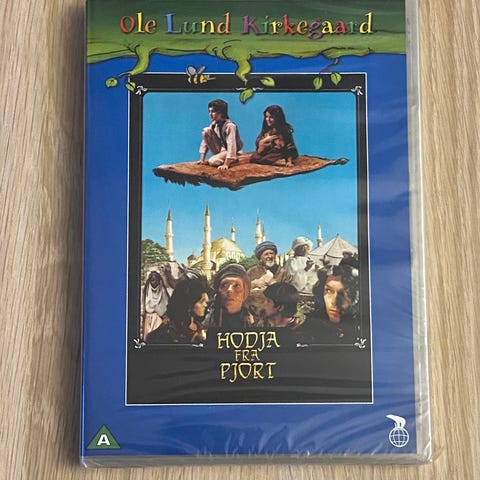 Ole Lund Kirkegaard
HODJA
FRA
PJORT
A